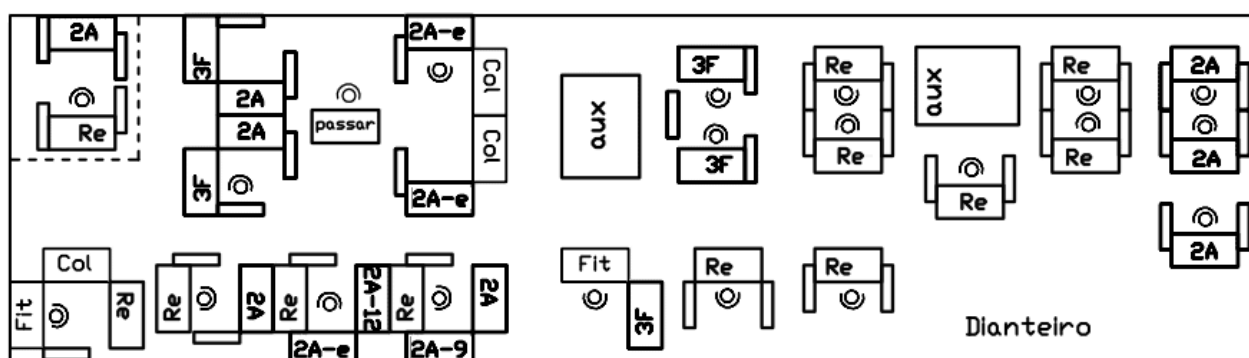 2A
3F
2A-e
3F
Re
Re
2A
Re
2A
Col
aux
aux
passar
2A
Col
Re
3F
Re
Re
2A
3F
2A-e
Re
2A
Col
Fit
Re
Re
Fit
Re
Re
2A
Re
2A-12
Re
2A
3F
Dianteiro
2A-e
2A-9